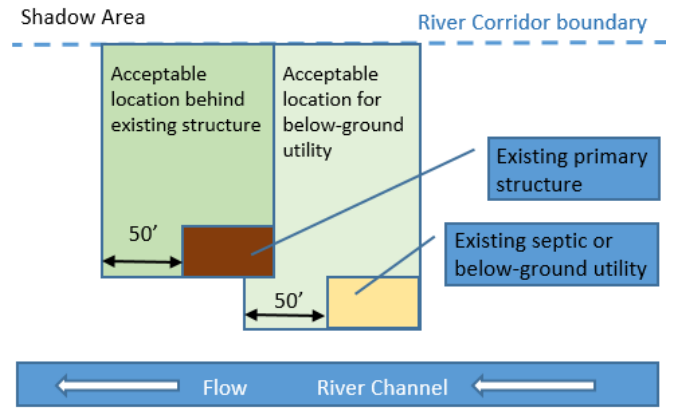 Shadow Area
River Corridor boundary
Acceptable
location behind
existing structure
Acceptable
location for
below-ground
utility
Existing primary
structure
50’
Existing septic or
below-ground utility
50’
Flow
River Channel